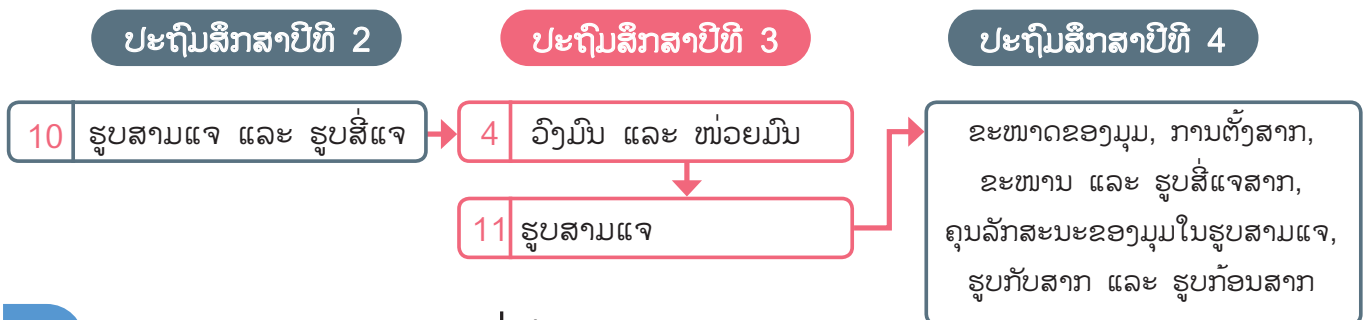 ປະຖົມສຶກສາປີທີ 2
ປະຖົມສຶກສາປີທີ 3
ປະຖົມສຶກສາປີທີ 4
10 ຮູບສາມແຈ ແລະ ຮູບສີ່ແຈ
4 ວົງມົນ ແລະ ໜ່ວຍມົນ
11 ຮູບສາມແຈ
ຂະໜາດຂອງມຸມ, ການຕັ້ງສາກ,
ຂະໜານ ແລະ ຮູບສີ່ແຈສາກ,
ຄຸນລັກສະນະຂອງມຸມໃນຮູບສາມແຈ,
ຮູບກັບສາກ ແລະ ຮູບກ້ອນສາກ